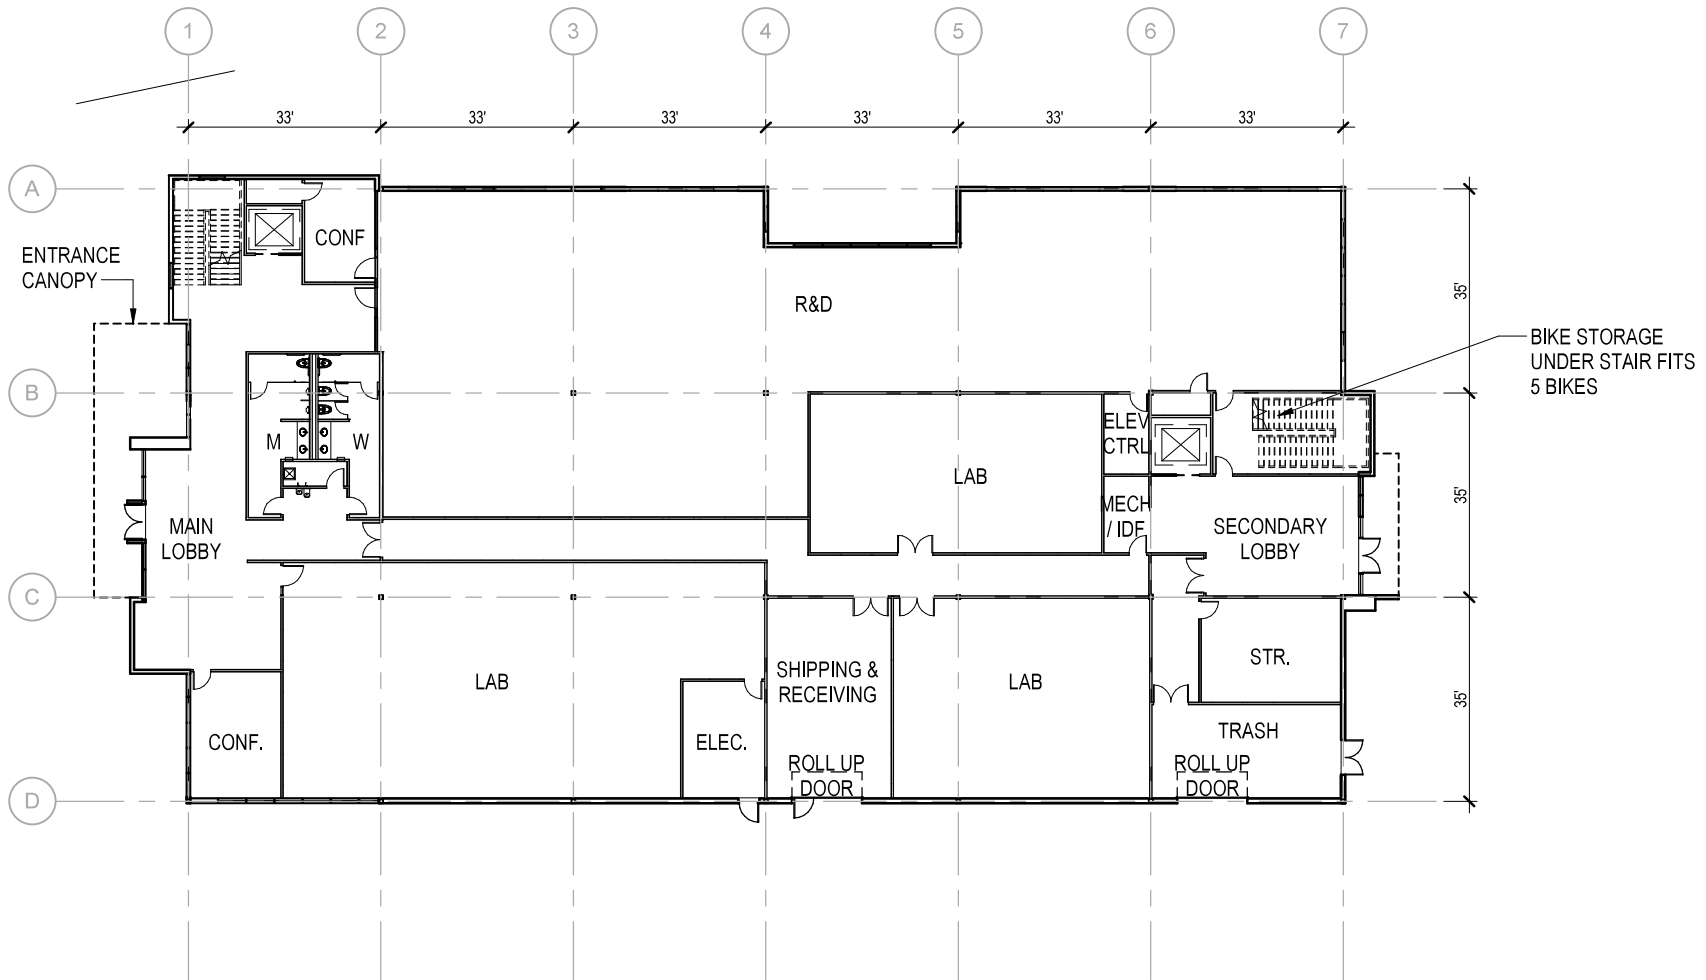 1
2
3
4
5
6
7
33'
33'
33'
33'
33'
33'
A
B
C
D
35'
35'
35'
ENTRANCE
CANOPY
CONF
R&D
BIKE STORAGE
UNDER STAIR FITS
5 BIKES
M
W
ELEV
CTRL
LAB
MECH
/ IDF
MAIN
LOBBY
SECONDARY
LOBBY
SHIPPING &
RECEIVING
STR.
LAB
LAB
CONF.
ELEC.
TRASH
ROLL UP
DOOR
ROLL UP
DOOR